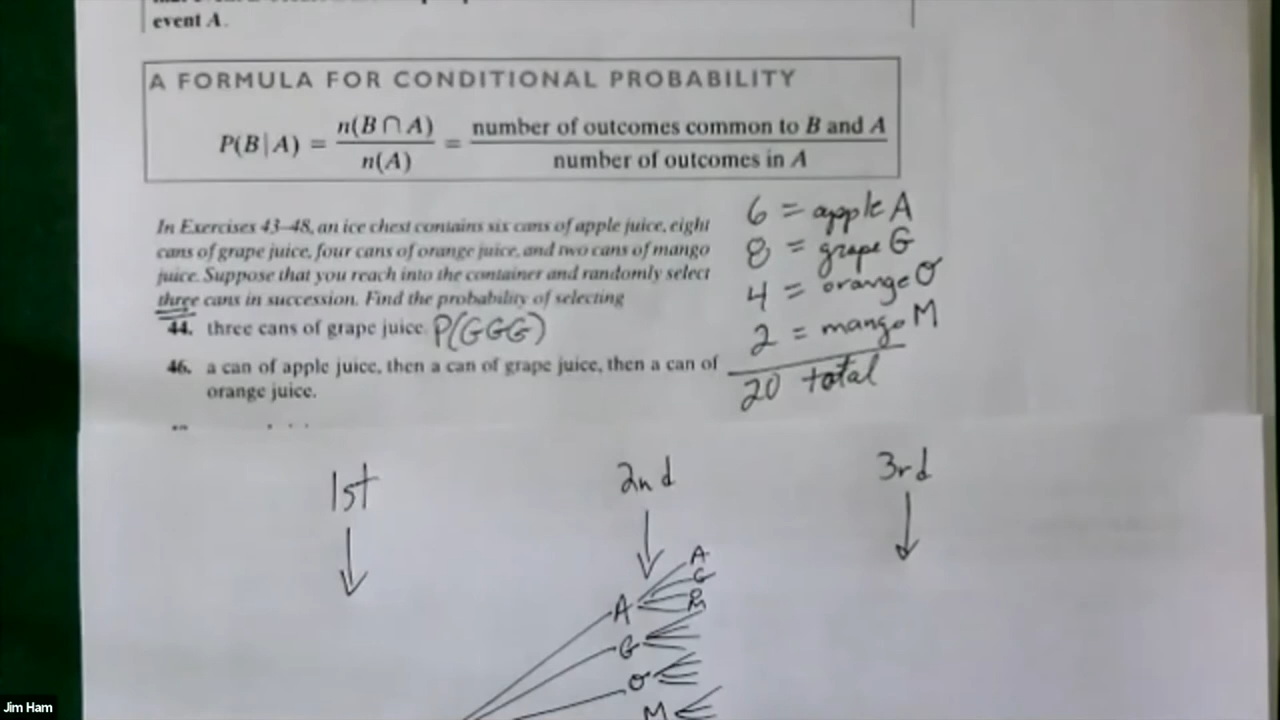 event A.
A FORMULA FOR CONDITIONAL PROBABILITY
P(B|A) = n(B ∩ A) / n(A) = number of outcomes common to B and A / number of outcomes in A
In Exercises 43–48, an ice chest contains six cans of apple juice, eight
cans of grape juice, four cans of orange juice, and two cans of mango
juice. Suppose that you reach into the container and randomly select
three cans in succession. Find the probability of selecting
44. three cans of grape juice. P(GGG)
46. a can of apple juice, then a can of grape juice, then a can of
orange juice.
6 = apple A
8 = grape G
4 = orange O
2 = mango M
20 total
1st 2nd 3rd
A
G
O
M
A
G
O
M
Jim Ham